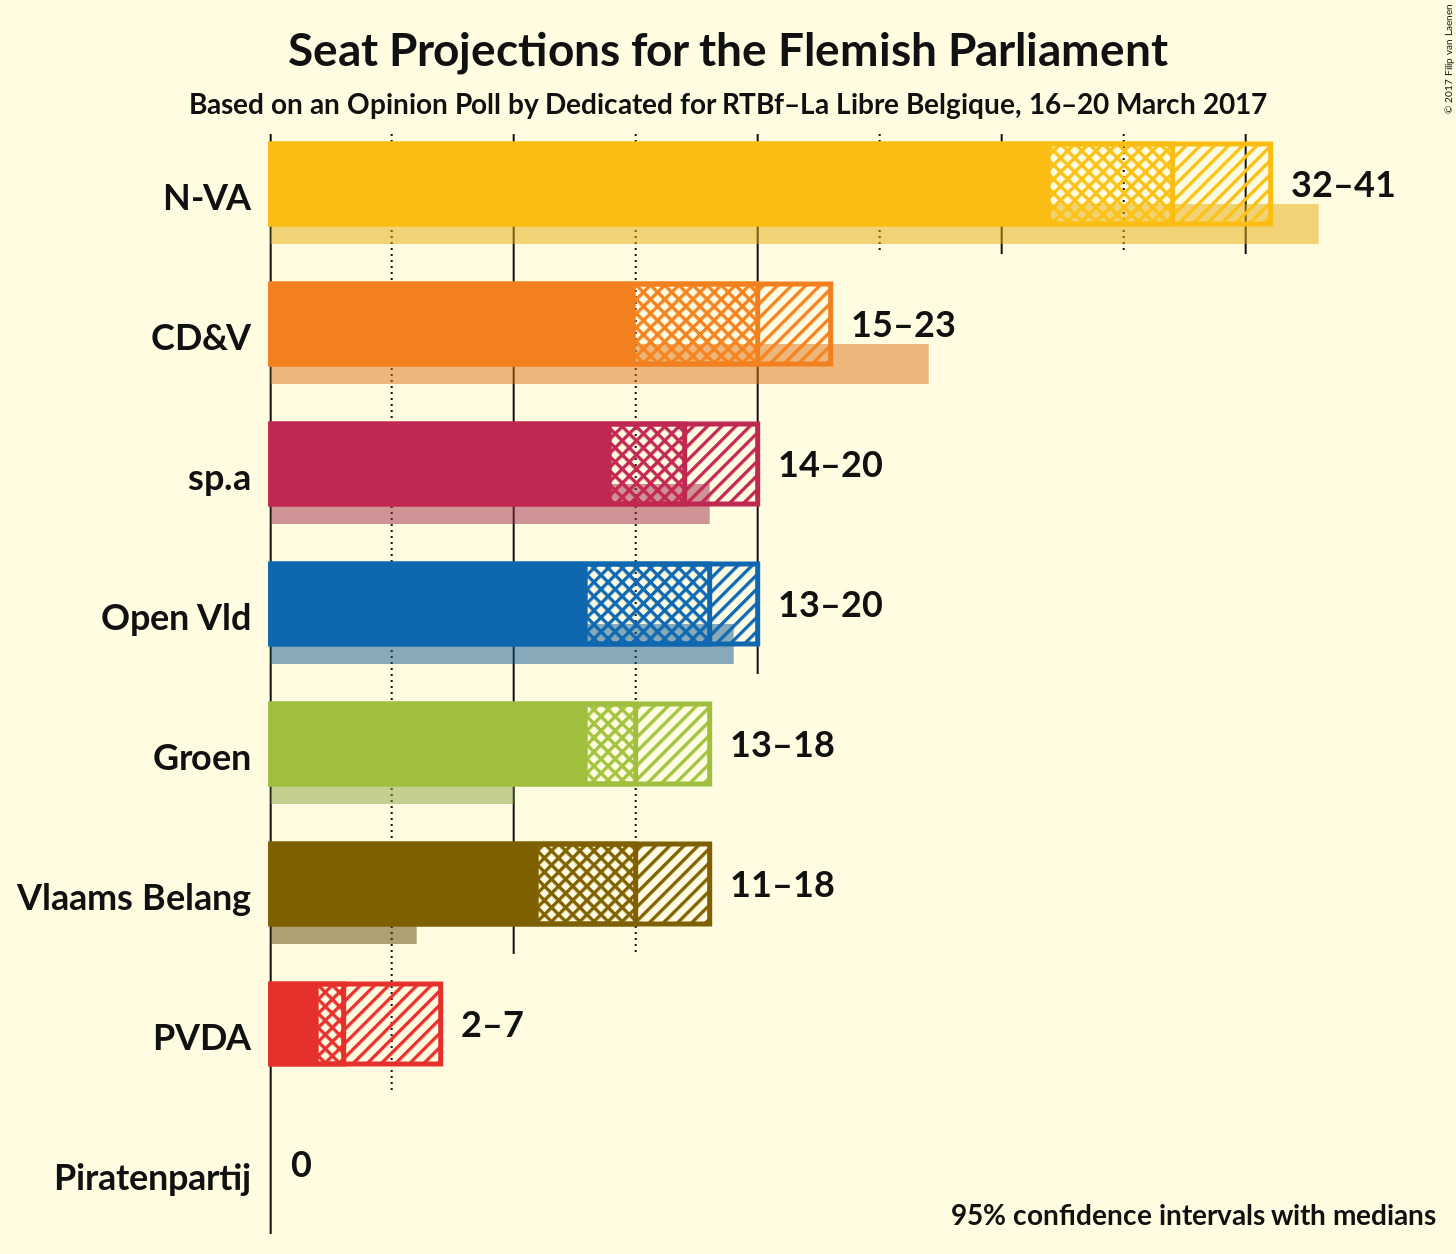 Seat Projections for the Flemish Parliament
Based on an Opinion Poll by Dedicated for RTBf–La Libre Belgique, 16–20 March 2017
© 2017 Filip van Laenen
N-VA
32–41
CD&V
15–23
sp.a
14–20
Open Vld
13–20
Groen
13–18
Vlaams Belang
11–18
PVDA
2–7
Piratenpartij
0
95% confidence intervals with medians